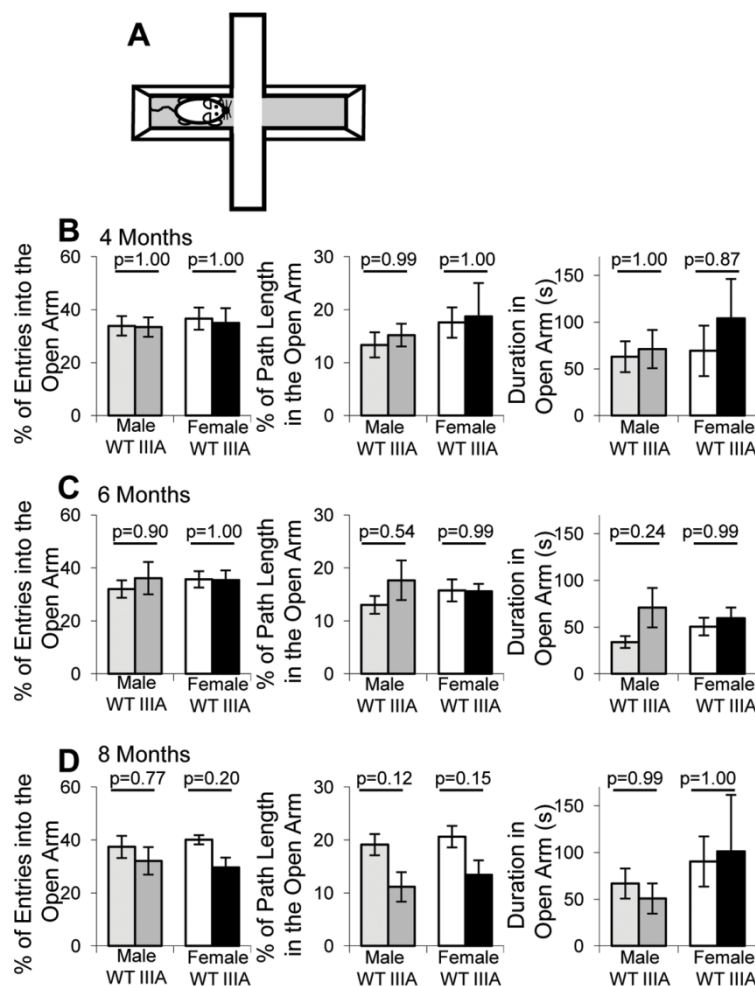 A
B 4 Months
% of Entries into the
Open Arm
60
40
20
0
p=1.00
p=1.00
Male
Female
WT IIIA WT IIIA
% of Path Length
in the Open Arm
30
20
10
0
p=0.99
p=1.00
Male
Female
WT IIIA WT IIIA
Duration in
Open Arm (s)
150
100
50
0
p=1.00
p=0.87
Male
Female
WT IIIA WT IIIA
C 6 Months
% of Entries into the
Open Arm
60
40
20
0
p=0.90
p=1.00
Male
Female
WT IIIA WT IIIA
% of Path Length
in the Open Arm
30
20
10
0
p=0.54
p=0.99
Male
Female
WT IIIA WT IIIA
Duration in
Open Arm (s)
150
100
50
0
p=0.24
p=0.99
Male
Female
WT IIIA WT IIIA
D 8 Months
% of Entries into the
Open Arm
60
40
20
0
p=0.77
p=0.20
Male
Female
WT IIIA WT IIIA
% of Path Length
in the Open Arm
30
20
10
0
p=0.12
p=0.15
Male
Female
WT IIIA WT IIIA
Duration in
Open Arm (s)
150
100
50
0
p=0.99
p=1.00
Male
Female
WT IIIA WT IIIA